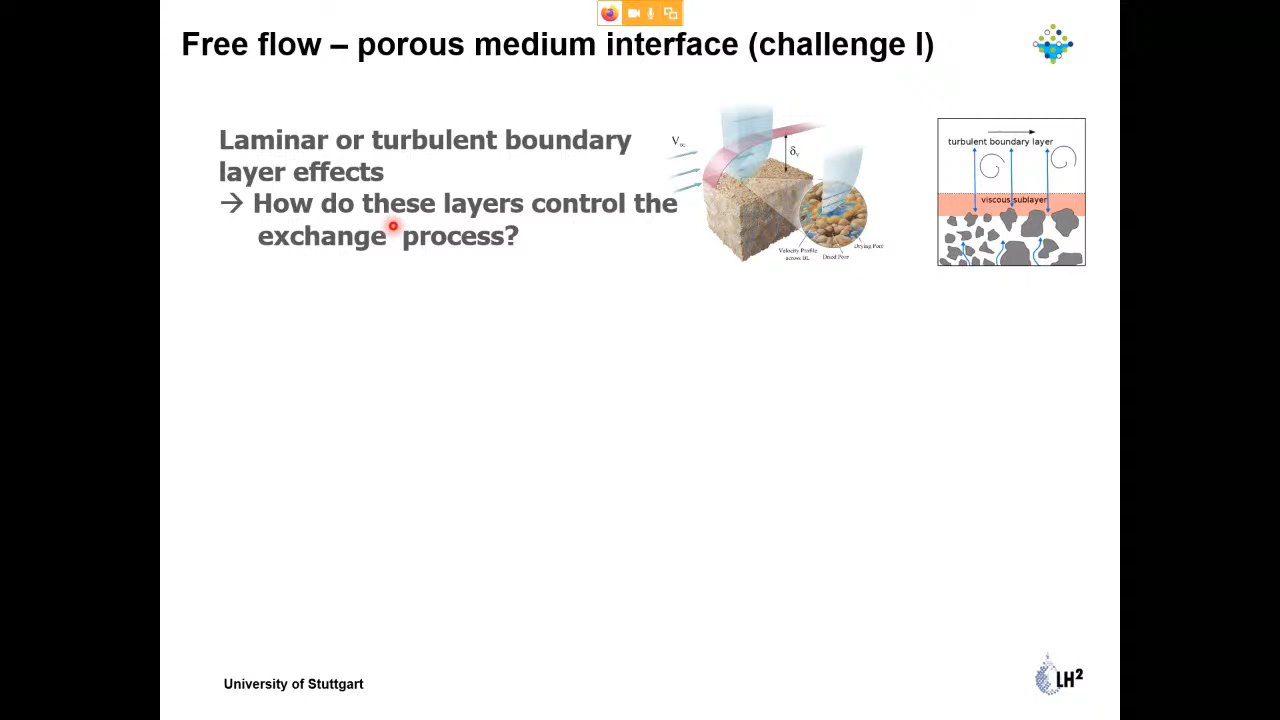 Free flow – porous medium interface (challenge I)
Laminar or turbulent boundary
layer effects
→ How do these layers control the
exchange process?
V∞
δv
Velocity Profile
across BL
Dried Pore
Drying Pore
turbulent boundary layer
viscous sublayer
University of Stuttgart
LH²